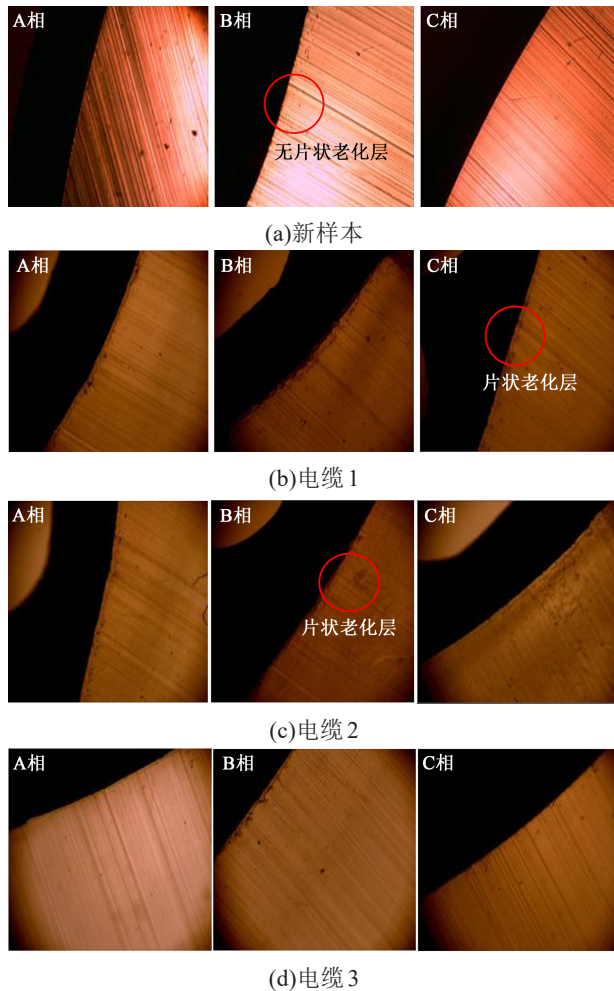 A相 B相 C相
无片状老化层
(a)新样本
A相 B相 C相
片状老化层
(b)电缆1
A相 B相 C相
片状老化层
(c)电缆2
A相 B相 C相
(d)电缆3